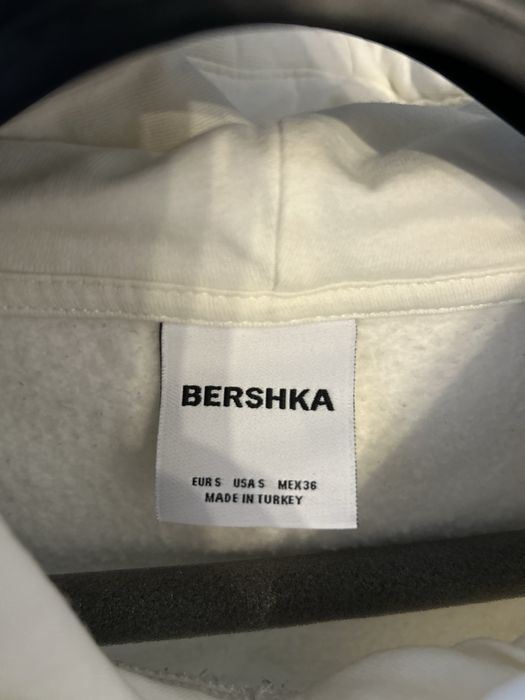 BERSHKA
EUR S USA S MEX 36
MADE IN TURKEY